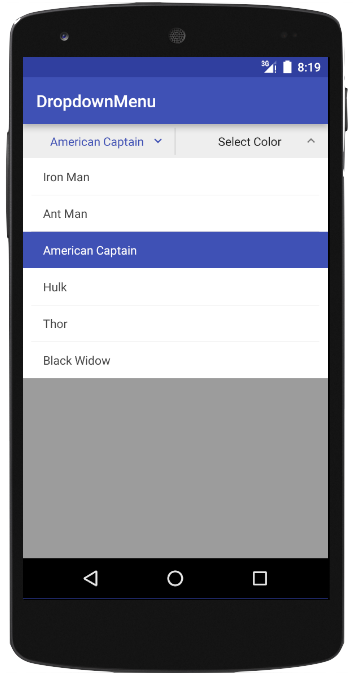 3G 8:19
DropdownMenu
American Captain Select Color
Iron Man
Ant Man
American Captain
Hulk
Thor
Black Widow